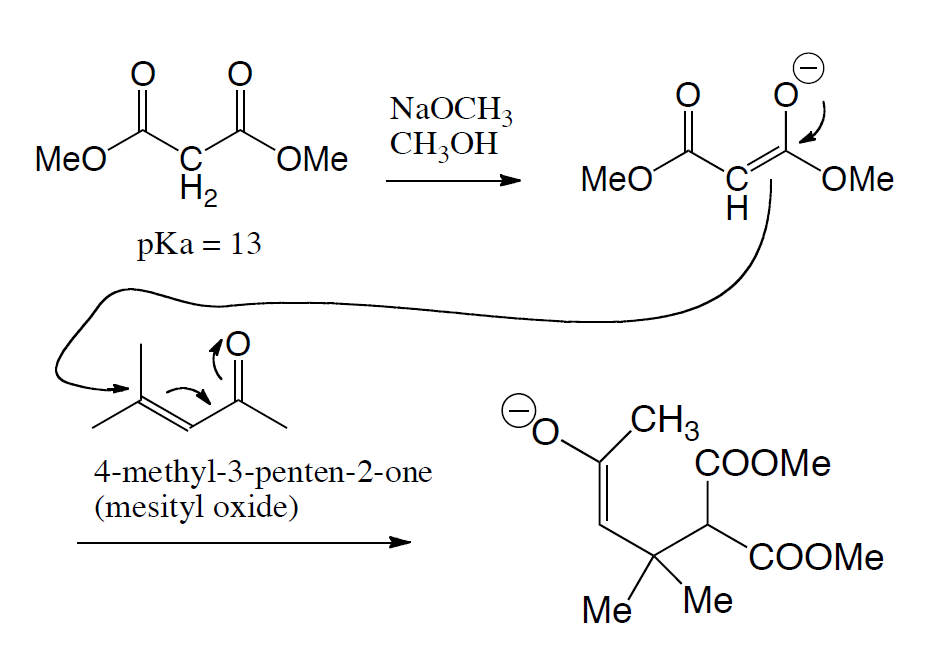 O O
MeO C OMe
H2
pKa = 13
NaOCH3
CH3OH
O O⊖
MeO C OMe
H
O
4-methyl-3-penten-2-one
(mesityl oxide)
⊖O CH3
COOMe
COOMe
Me Me